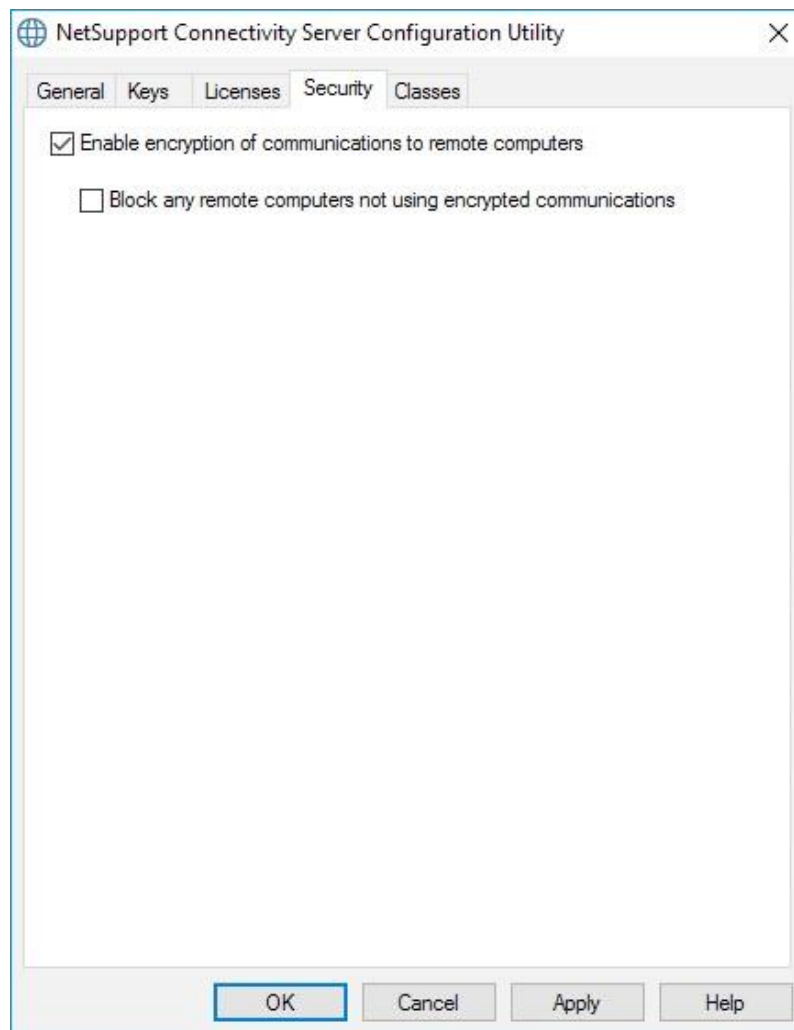 NetSupport Connectivity Server Configuration Utility
General Keys Licenses Security Classes
Enable encryption of communications to remote computers
Block any remote computers not using encrypted communications
OK Cancel Apply Help